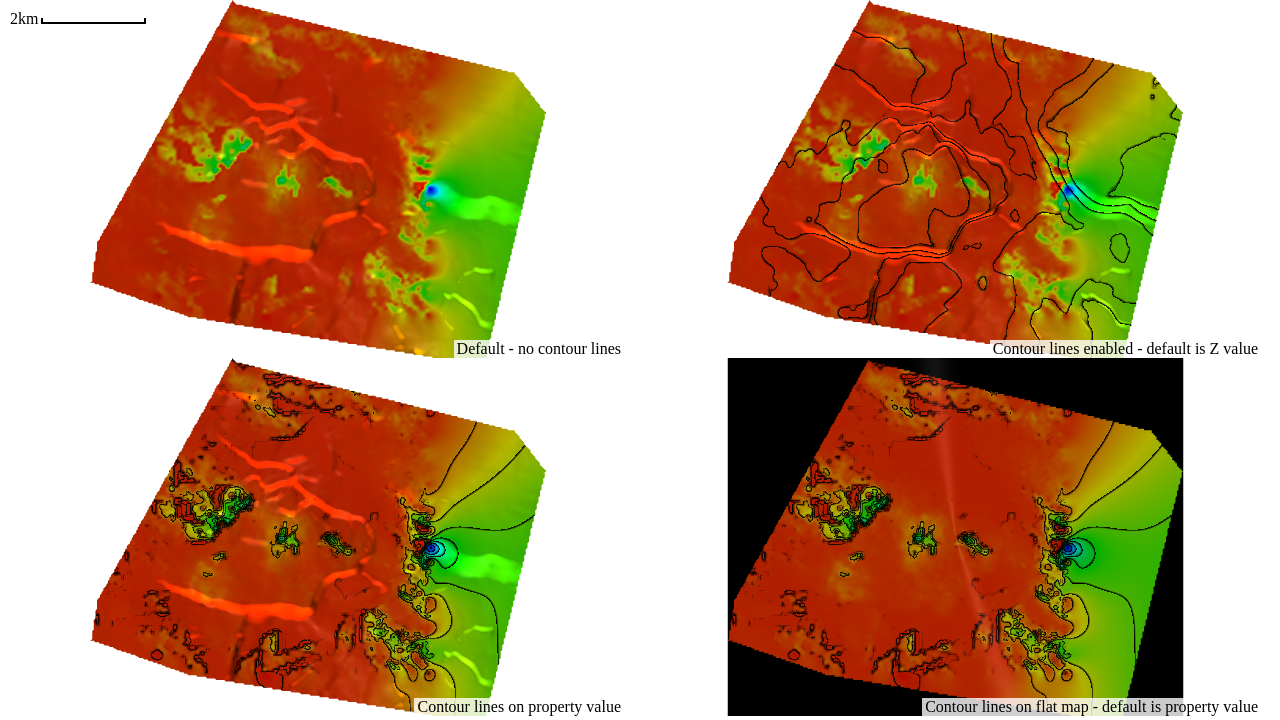 2km
Default - no contour lines
Contour lines enabled - default is Z value
Contour lines on property value
Contour lines on flat map - default is property value